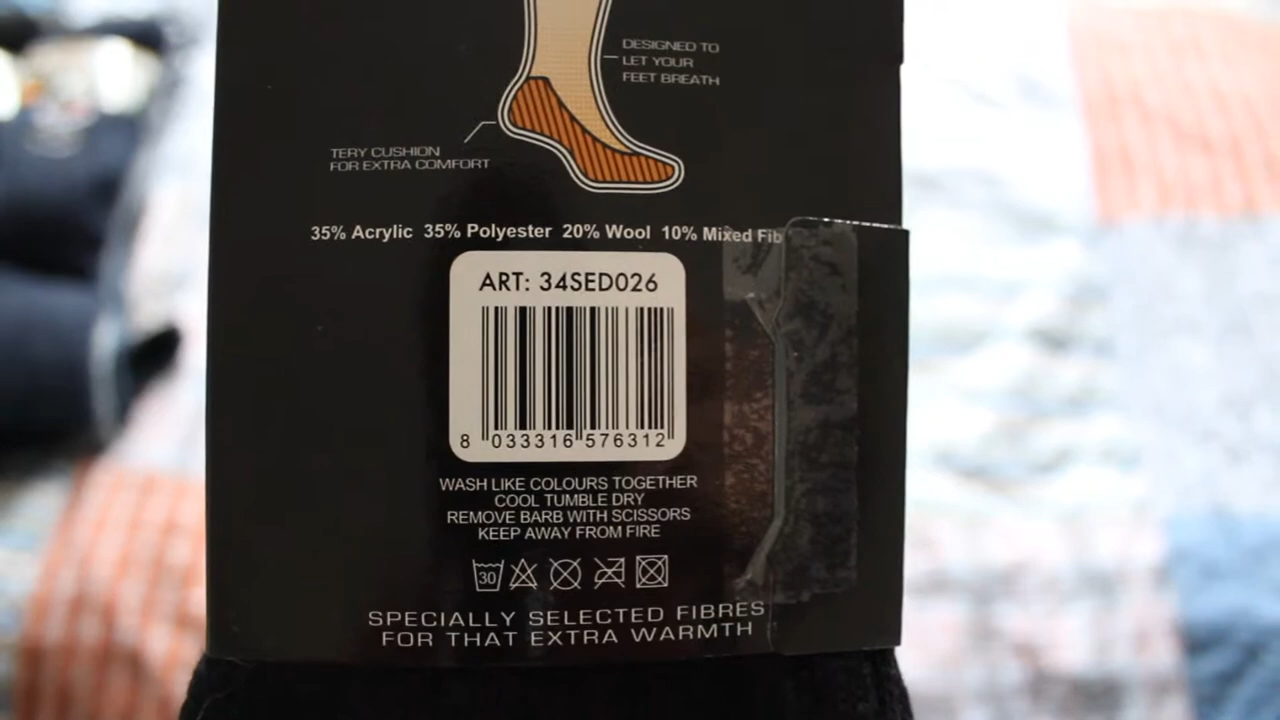 DESIGNED TO
LET YOUR
FEET BREATH
TERY CUSHION
FOR EXTRA COMFORT
35% Acrylic 35% Polyester 20% Wool 10% Mixed Fib
ART: 34SED026
8 033316 576312
WASH LIKE COLOURS TOGETHER
COOL TUMBLE DRY
REMOVE BARB WITH SCISSORS
KEEP AWAY FROM FIRE
30
SPECIALLY SELECTED FIBRES
FOR THAT EXTRA WARMTH